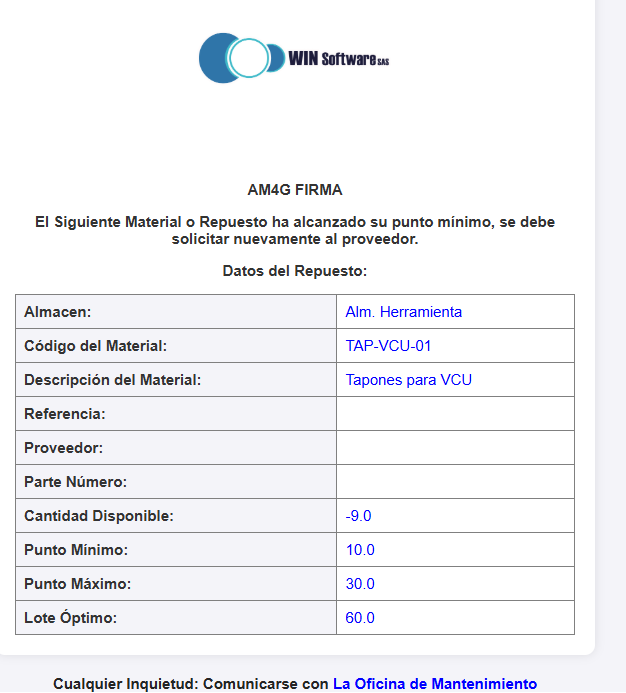 WIN Software SAS
AM4G FIRMA
El Siguiente Material o Repuesto ha alcanzado su punto mínimo, se debe
solicitar nuevamente al proveedor.
Datos del Repuesto:
Almacen: Alm. Herramienta
Código del Material: TAP-VCU-01
Descripción del Material: Tapones para VCU
Referencia:
Proveedor:
Parte Número:
Cantidad Disponible: -9.0
Punto Mínimo: 10.0
Punto Máximo: 30.0
Lote Óptimo: 60.0
Cualquier Inquietud: Comunicarse con La Oficina de Mantenimiento